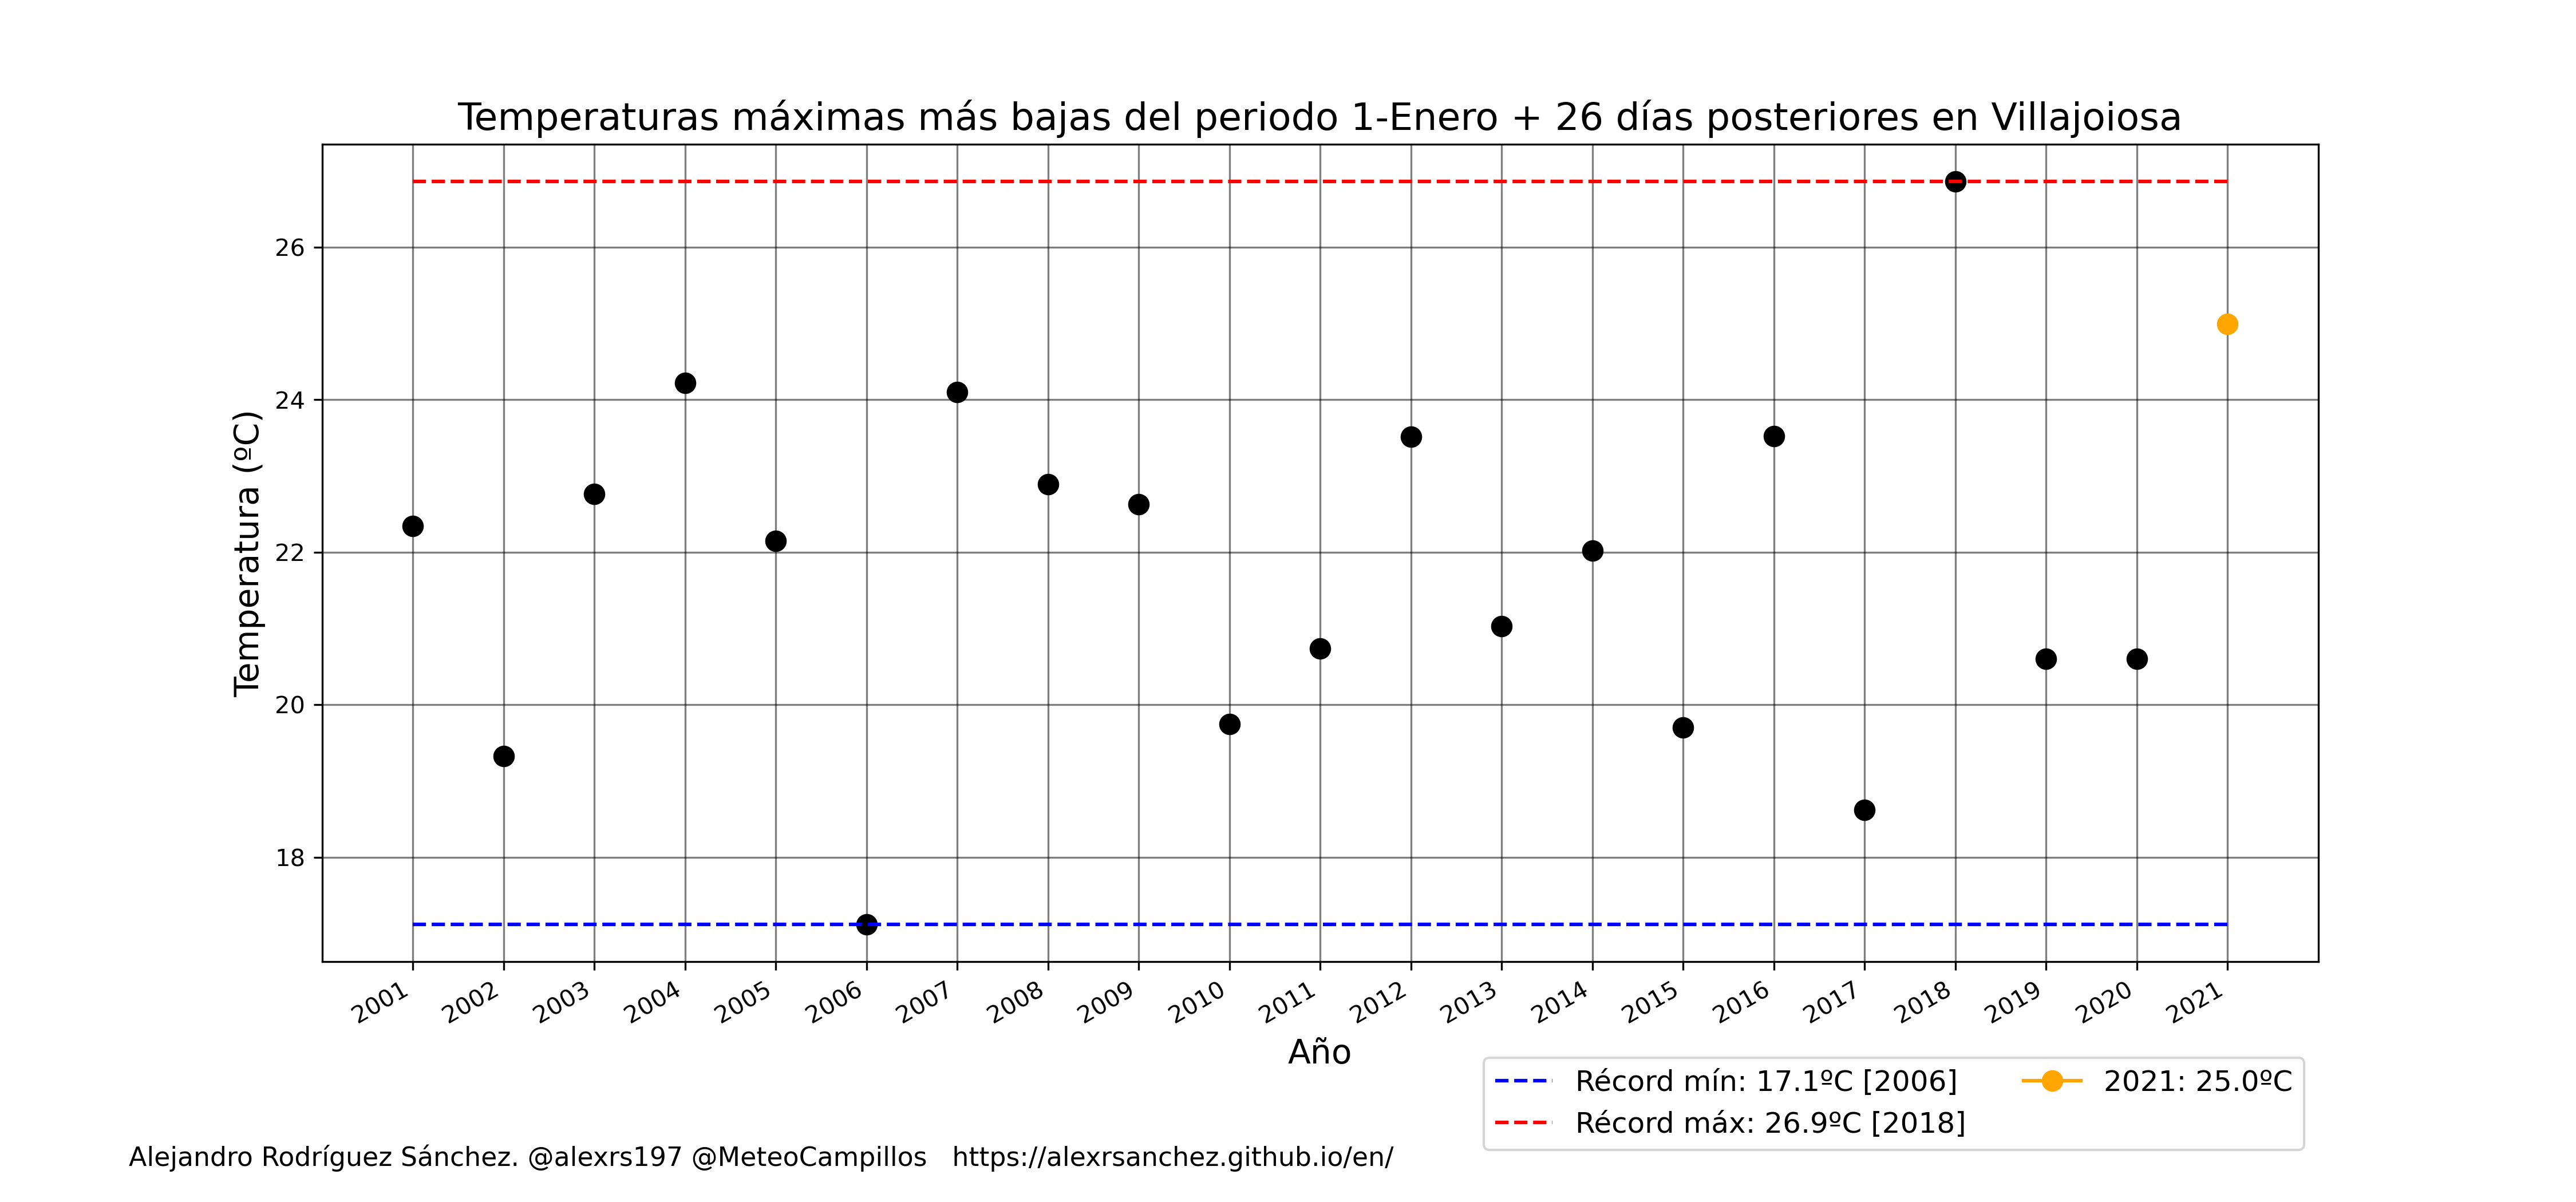 Temperaturas máximas más bajas del periodo 1-Enero + 26 días posteriores en Villajoiosa
Temperatura (ºC)
26
24
22
20
18
2001 2002 2003 2004 2005 2006 2007 2008 2009 2010 2011 2012 2013 2014 2015 2016 2017 2018 2019 2020 2021
Año
Récord mín: 17.1ºC [2006]
Récord máx: 26.9ºC [2018]
2021: 25.0ºC
Alejandro Rodríguez Sánchez. @alexrs197 @MeteoCampillos https://alexrsanchez.github.io/en/